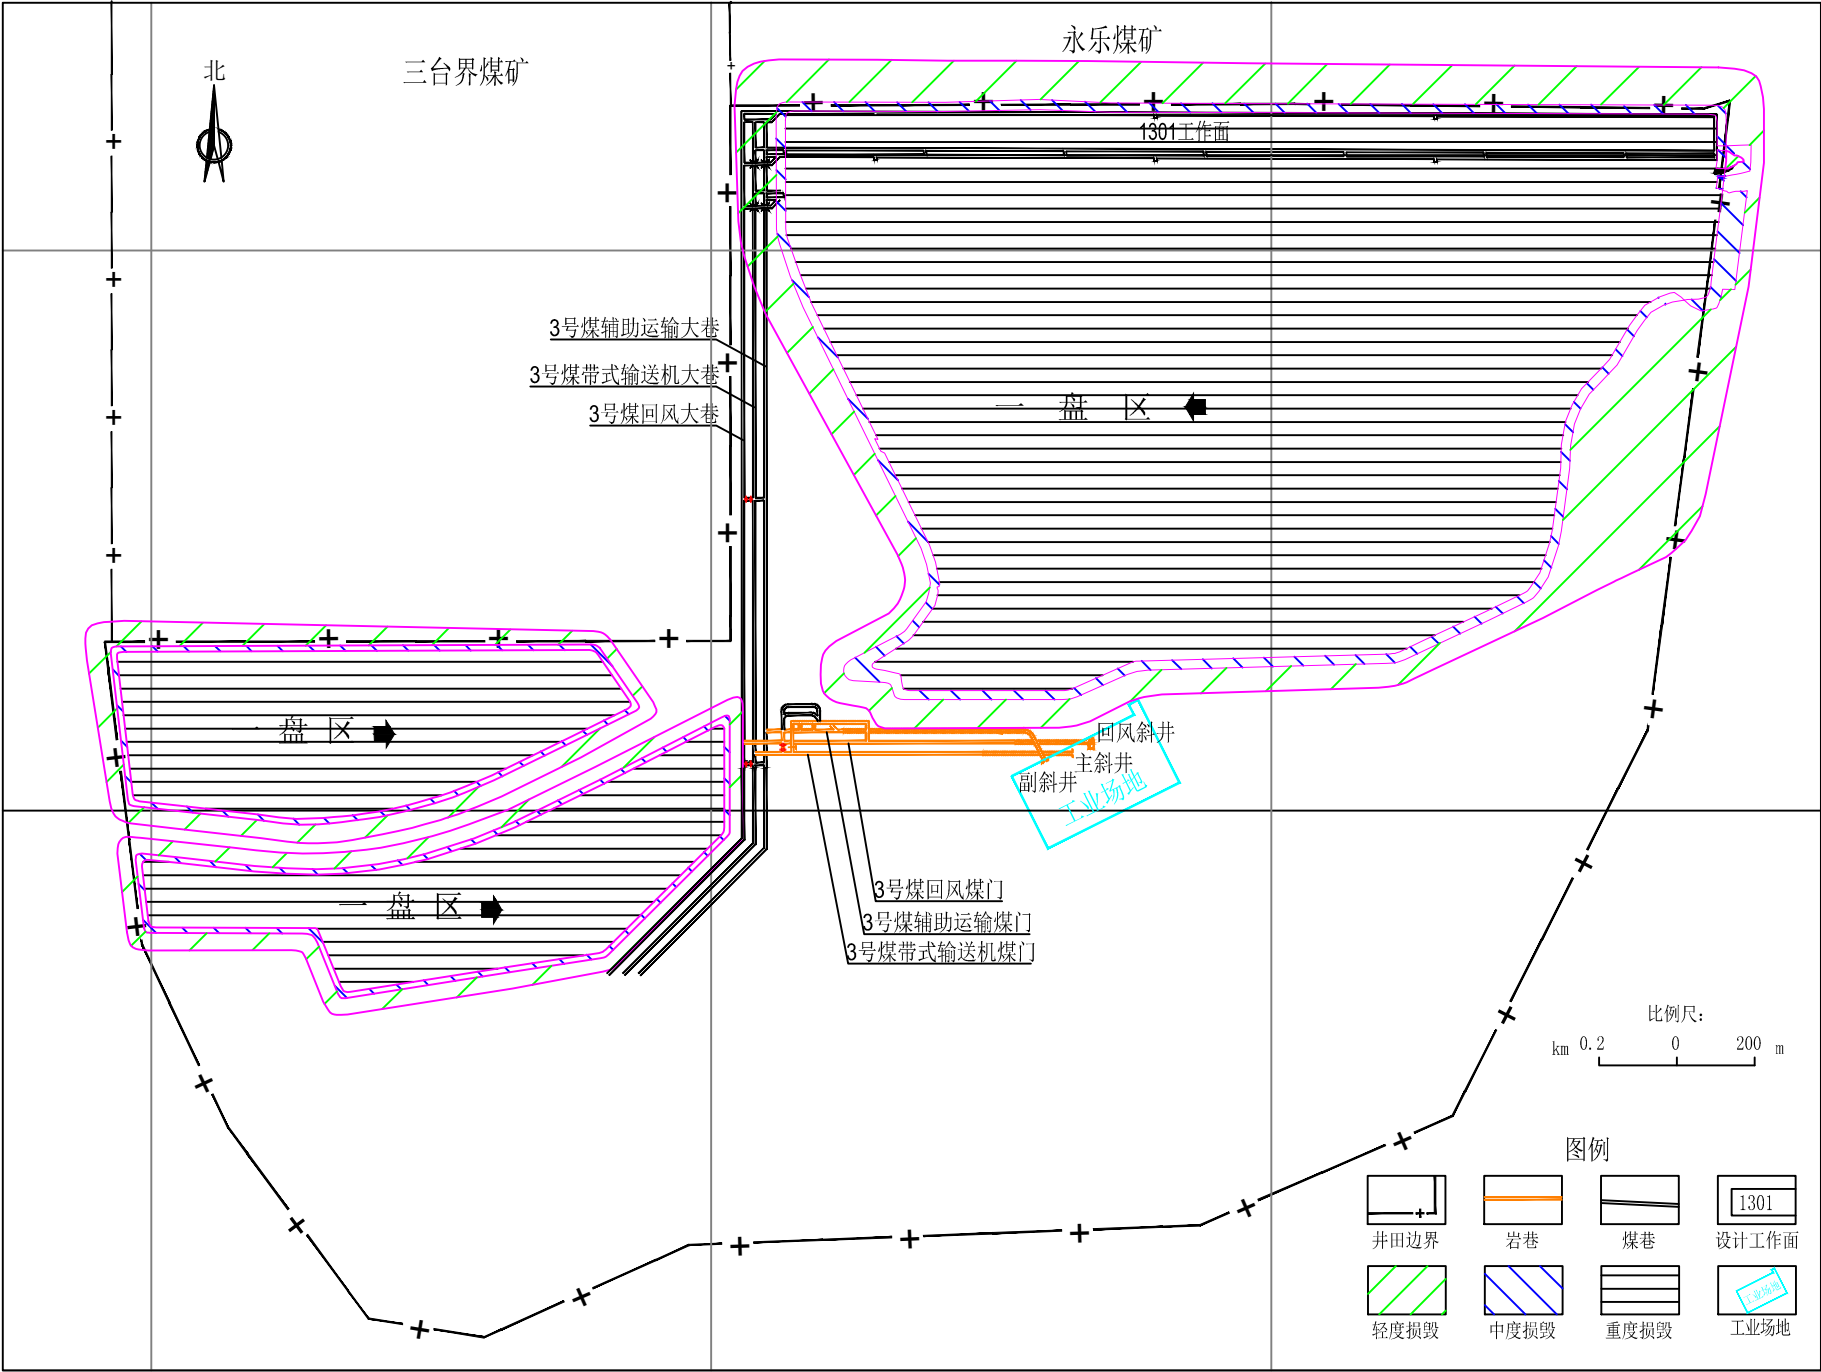 永乐煤矿
北
三台界煤矿
1301工作面
3号煤辅助运输大巷
3号煤带式输送机大巷
3号煤回风大巷
一 盘 区
一 盘 区
回风斜井
主斜井
副斜井
工业场地
3号煤回风煤门
一 盘 区
3号煤辅助运输煤门
3号煤带式输送机煤门
比例尺:
km 0.2 0 200 m
图例
1301
井田边界 岩巷 煤巷 设计工作面
工业场地
轻度损毁 中度损毁 重度损毁 工业场地